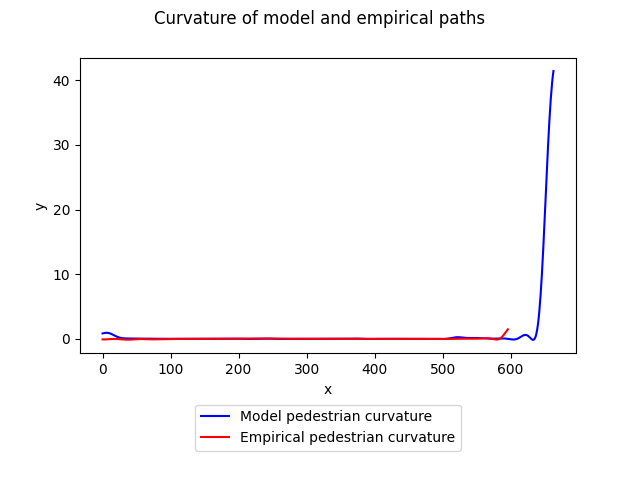 Curvature of model and empirical paths
40
30
20
10
0
y
0 100 200 300 400 500 600
x
Model pedestrian curvature
Empirical pedestrian curvature